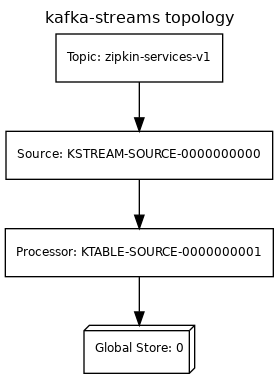 kafka-streams topology
Topic: zipkin-services-v1
Source: KSTREAM-SOURCE-0000000000
Processor: KTABLE-SOURCE-0000000001
Global Store: 0